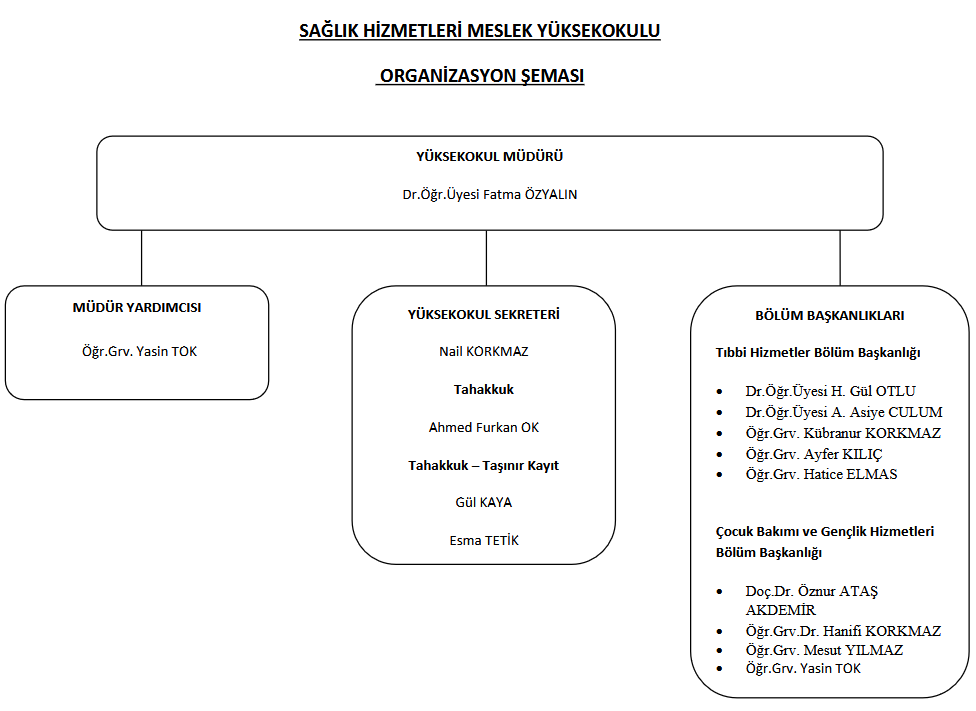 SAĞLIK HİZMETLERİ MESLEK YÜKSEKOKULU
ORGANİZASYON ŞEMASI
YÜKSEKOKUL MÜDÜRÜ
Dr.Öğr.Üyesi Fatma ÖZYALIN
MÜDÜR YARDIMCISI
Öğr.Grv. Yasin TOK
YÜKSEKOKUL SEKRETERİ
Nail KORKMAZ
Tahakkuk
Ahmed Furkan OK
Tahakkuk – Taşınır Kayıt
Gül KAYA
Esma TETİK
BÖLÜM BAŞKANLIKLARI
Tıbbi Hizmetler Bölüm Başkanlığı
• Dr.Öğr.Üyesi H. Gül OTLU
• Dr.Öğr.Üyesi A. Asiye CULUM
• Öğr.Grv. Kübranur KORKMAZ
• Öğr.Grv. Ayfer KILIÇ
• Öğr.Grv. Hatice ELMAS
Çocuk Bakımı ve Gençlik Hizmetleri
Bölüm Başkanlığı
• Doç.Dr. Öznur ATAŞ
AKDEMİR
• Öğr.Grv.Dr. Hanifi KORKMAZ
• Öğr.Grv. Mesut YILMAZ
• Öğr.Grv. Yasin TOK